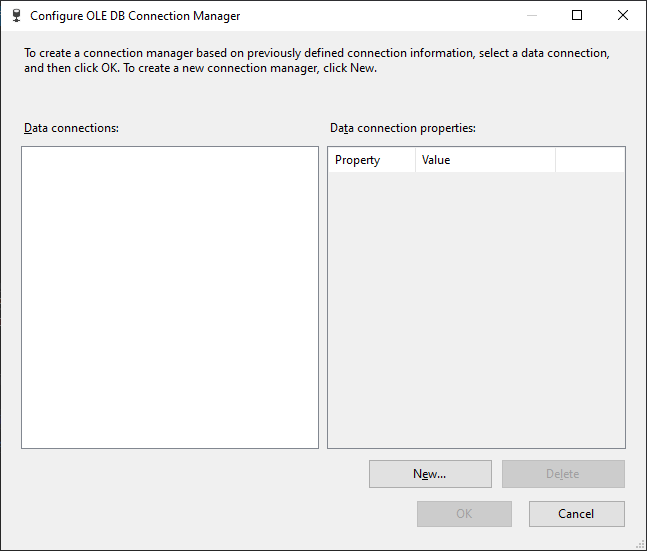 Configure OLE DB Connection Manager
To create a connection manager based on previously defined connection information, select a data connection,
and then click OK. To create a new connection manager, click New.
Data connections:
Data connection properties:
Property Value
New... Delete
OK Cancel